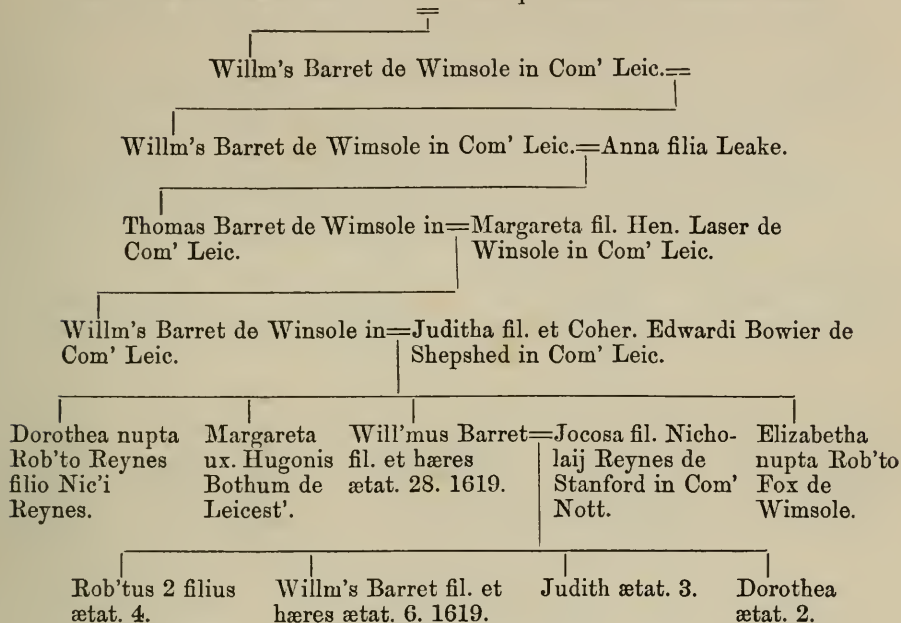 Willm's Barret de Wimsole in Com' Leic.==
Willm's Barret de Wimsole in Com' Leic.==Anna filia Leake.
Thomas Barret de Wimsole in==Margareta fil. Hen. Laser de
Com' Leic.
Winsole in Com' Leic.
Willm's Barret de Winsole in==Juditha fil. et Coher. Edwardi Bowier de
Com' Leic.
Shepshed in Com' Leic.
Dorothea nupta
Rob'to Reynes
filio Nic'i
Reynes.
Margareta
ux. Hugonis
Bothum de
Leicest'.
Will'mus Barret==
fil. et hæres
ætat. 28. 1619.
Jocosa fil. Nicho-
laij Reynes de
Stanford in Com'
Nott.
Elizabetha
nupta Rob'to
Fox de
Wimsole.
Rob'tus 2 filius
ætat. 4.
Willm's Barret fil. et
hæres ætat. 6. 1619.
Judith ætat. 3.
Dorothea
ætat. 2.